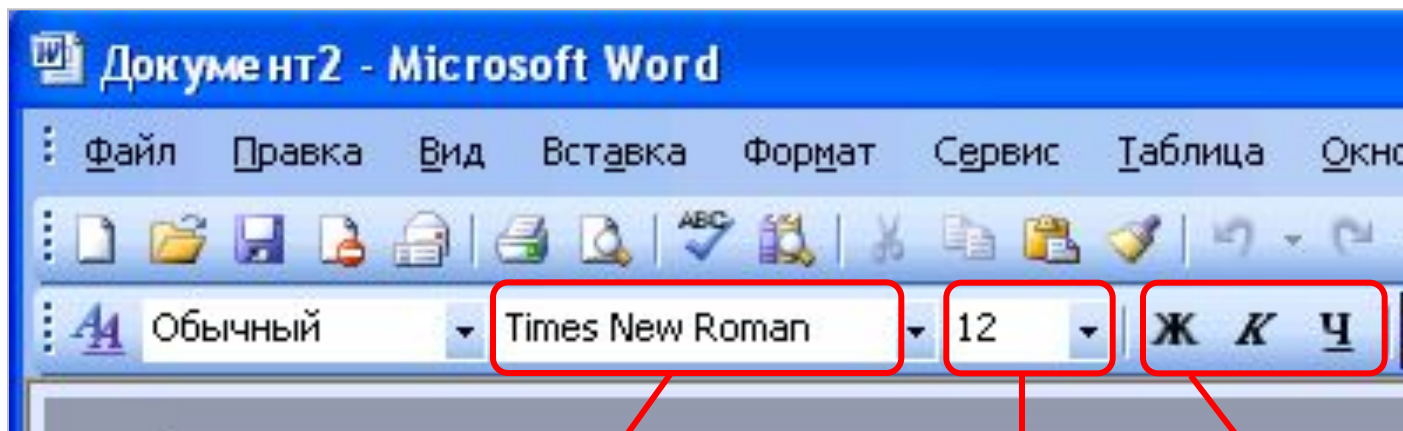 Документ2 - Microsoft Word
Файл Правка Вид Вставка Формат Сервис Таблица Окно
ABC
Обычный Times New Roman 12 Ж К Ч